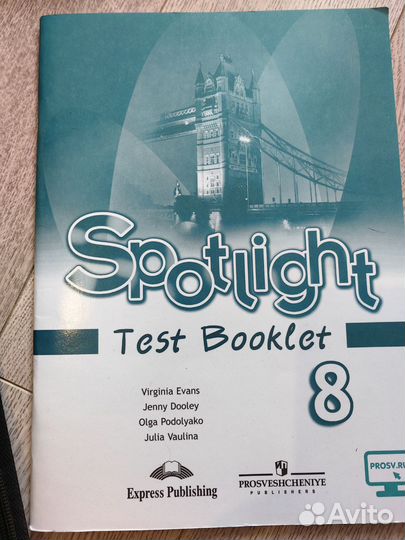 Spotlight
Test Booklet
8
Virginia Evans
Jenny Dooley
Olga Podolyako
Julia Vaulina
PROSV.RU
Express Publishing
PROSVESHCHENIYE
PUBLISHERS
Avito